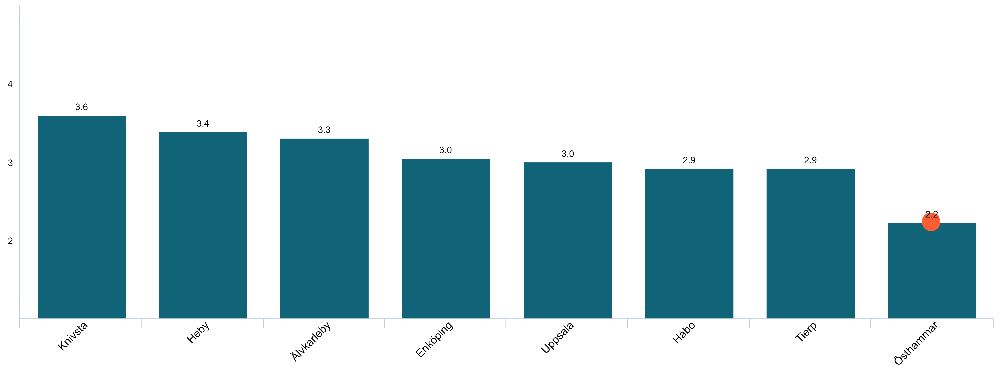 4
3
2
3.6
3.4
3.3
3.0
3.0
2.9
2.9
2.2
Knivsta
Heby
Älvkarleby
Enköping
Uppsala
Håbo
Tierp
Östhammar